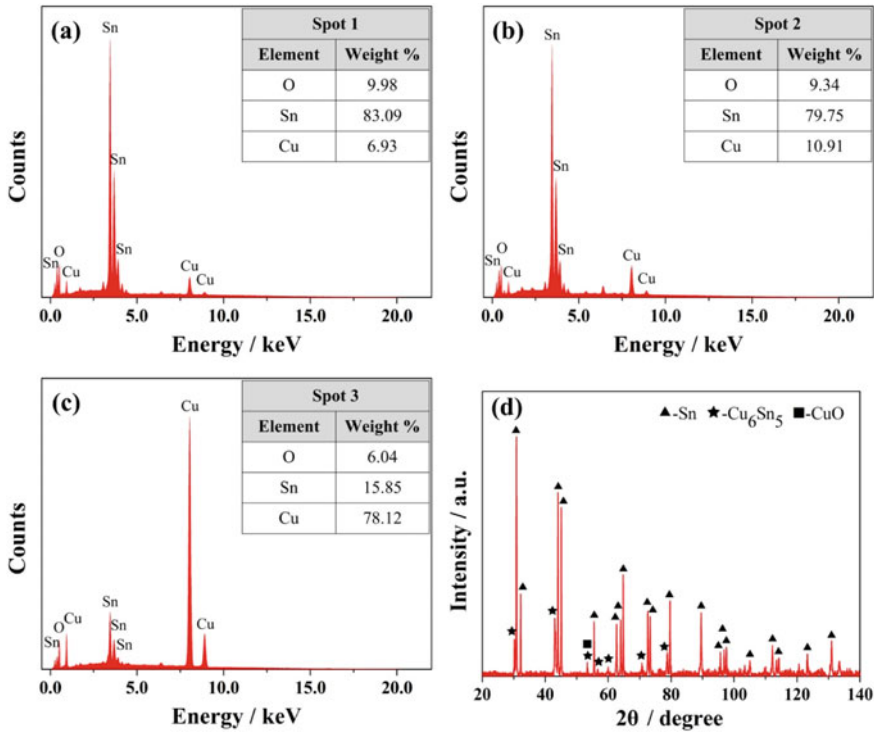 (a)
Sn
Sn
Sn
Sn
O
Cu
Cu
Cu
Spot 1
Element Weight %
O 9.98
Sn 83.09
Cu 6.93
Counts
0.0 5.0 10.0 15.0 20.0
Energy / keV
(b)
Sn
Sn
Sn
Sn
O
Cu
Cu
Cu
Spot 2
Element Weight %
O 9.34
Sn 79.75
Cu 10.91
Counts
0.0 5.0 10.0 15.0 20.0
Energy / keV
(c)
Cu
Cu
Cu
Sn
Sn
Sn
Sn
O
Spot 3
Element Weight %
O 6.04
Sn 15.85
Cu 78.12
Counts
0.0 5.0 10.0 15.0 20.0
Energy / keV
(d)
▲-Sn ★-Cu6Sn5 ■-CuO
Intensity / a.u.
20 40 60 80 100 120 140
2θ / degree